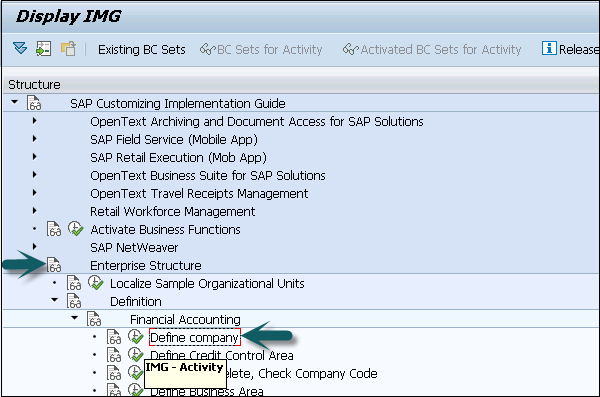 Display IMG
Existing BC Sets BC Sets for Activity Activated BC Sets for Activity Release
Structure
SAP Customizing Implementation Guide
OpenText Archiving and Document Access for SAP Solutions
SAP Field Service (Mobile App)
SAP Retail Execution (Mob App)
OpenText Business Suite for SAP Solutions
OpenText Travel Receipts Management
Retail Workforce Management
Activate Business Functions
SAP NetWeaver
Enterprise Structure
Localize Sample Organizational Units
Definition
Financial Accounting
Define company
Define Credit Control Area
IMG - Activity
elete, Check Company Code
Define Business Area